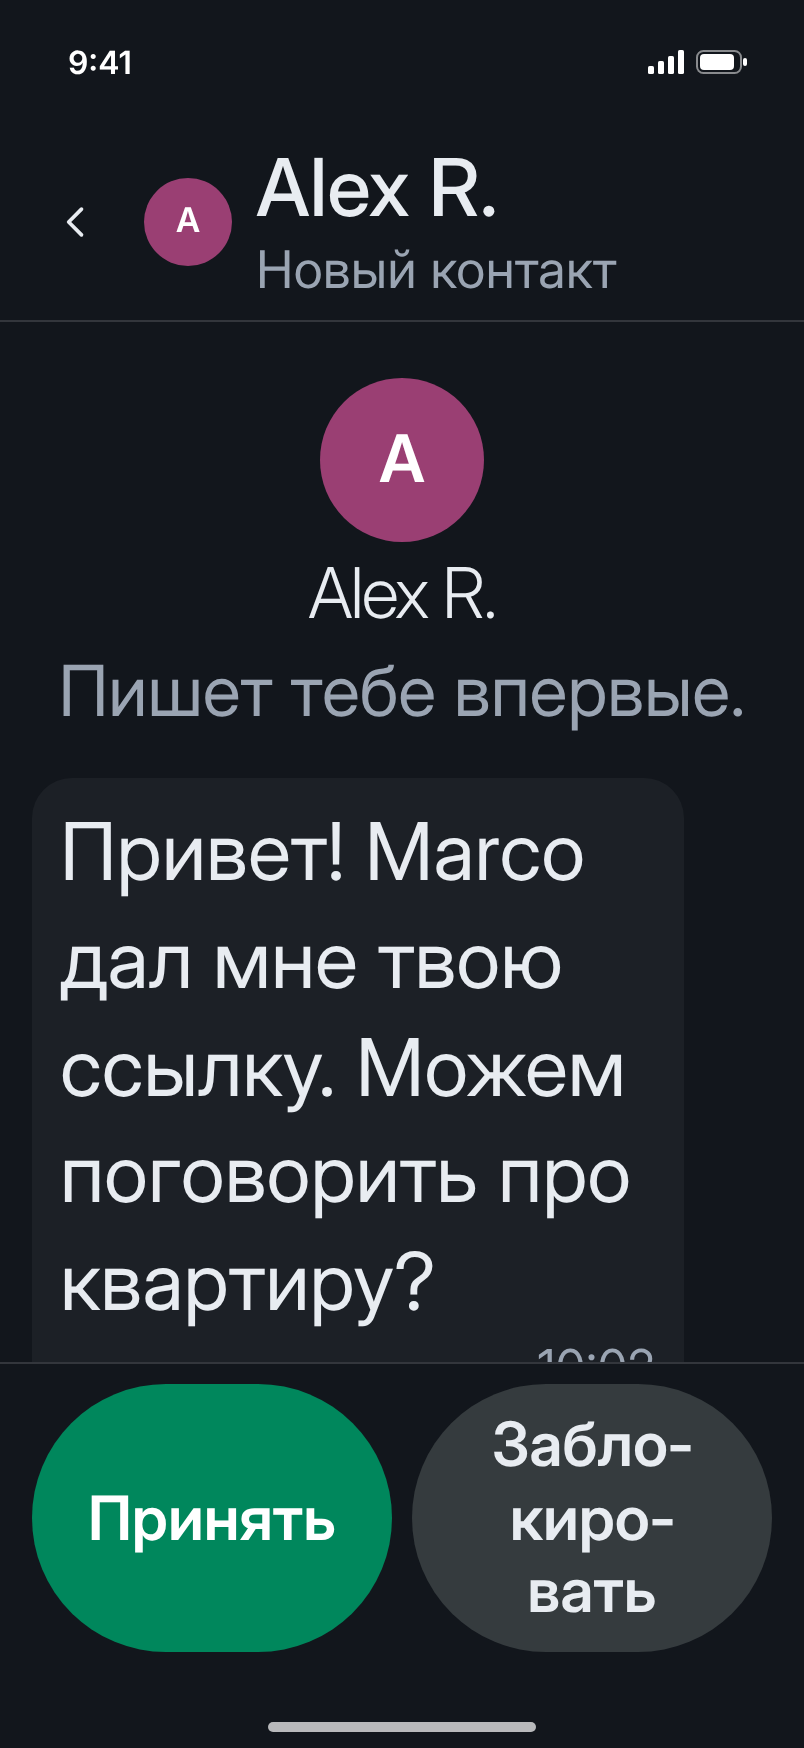 9:41
A
Alex R.
Новый контакт
A
Alex R.
Пишет тебе впервые.
Привет! Marco
дал мне твою
ссылку. Можем
поговорить про
квартиру?
Принять
Забло-
киро-
вать